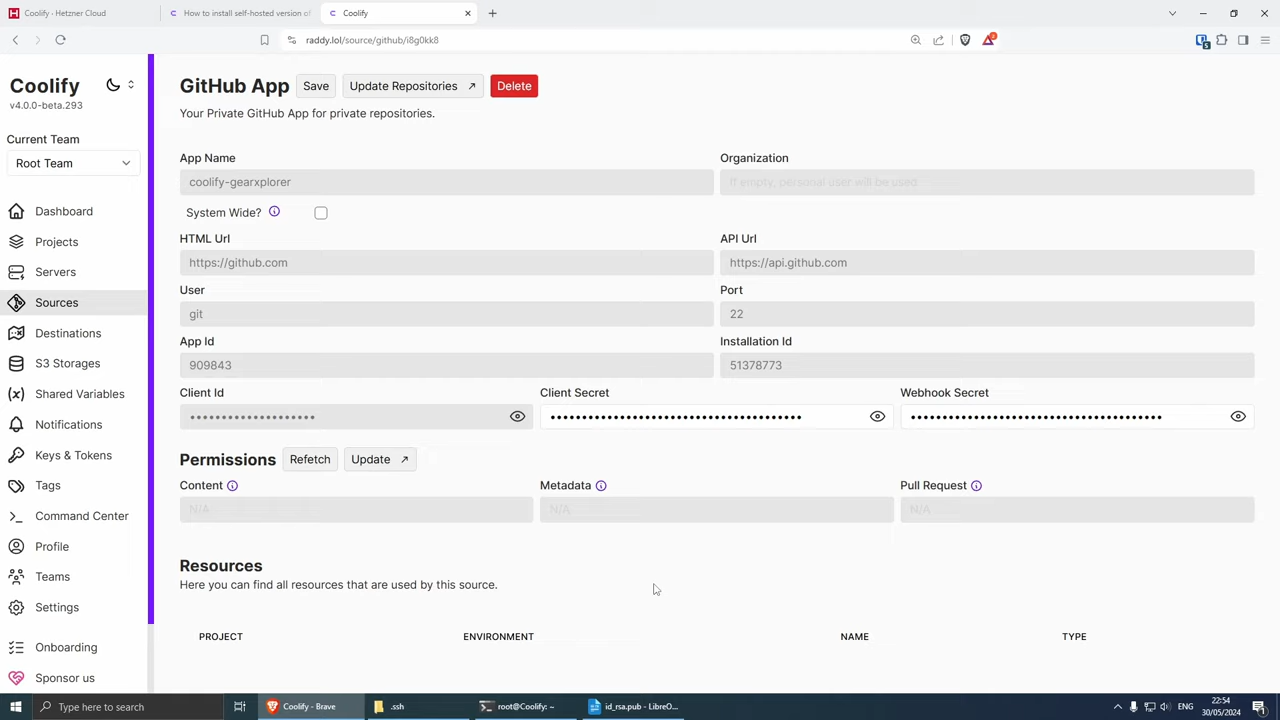 Coolify · Hetzner Cloud
How to install self-hosted version of
Coolify
raddy.lol/source/github/i8g0kk8
Coolify
v4.0.0-beta.293
Current Team
Root Team
Dashboard
Projects
Servers
Sources
Destinations
S3 Storages
Shared Variables
Notifications
Keys & Tokens
Tags
Command Center
Profile
Teams
Settings
Onboarding
Sponsor us
GitHub App
Save
Update Repositories
Delete
Your Private GitHub App for private repositories.
App Name
Organization
coolify-gearxplorer
If empty, personal user will be used
System Wide?
HTML Url
API Url
https://github.com
https://api.github.com
User
Port
git
22
App Id
Installation Id
909843
51378773
Client Id
Client Secret
Webhook Secret
Permissions
Refetch
Update
Content
Metadata
Pull Request
N/A
N/A
N/A
Resources
Here you can find all resources that are used by this source.
PROJECT ENVIRONMENT NAME TYPE
Type here to search
Coolify - Brave
.ssh
root@Coolify: ~
id_rsa.pub - LibreO...
ENG
22:54
30/05/2024